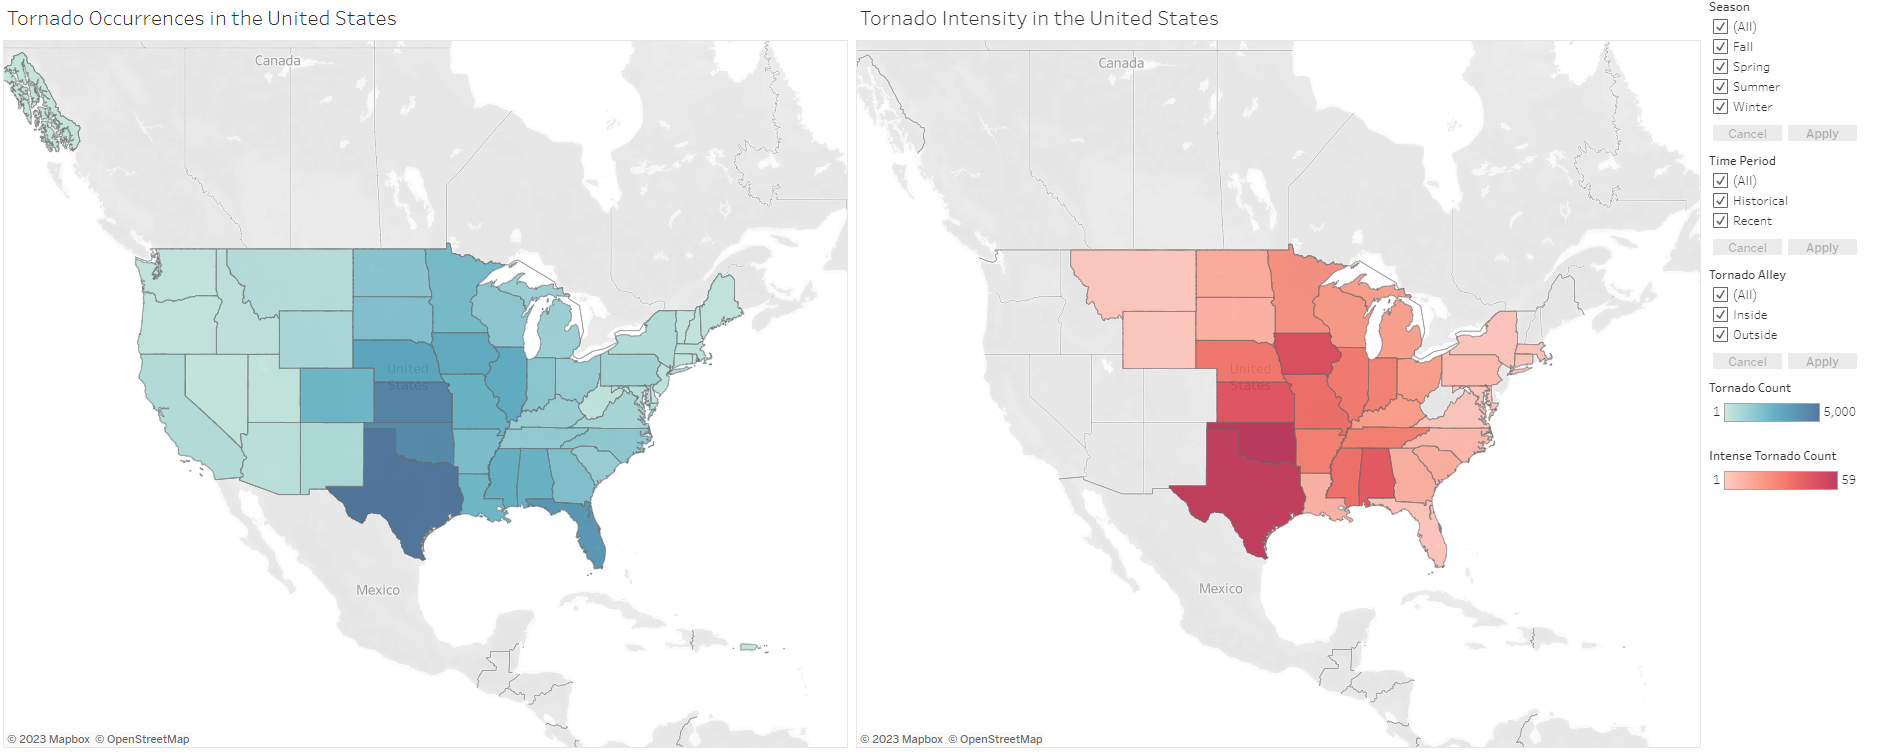 Tornado Occurrences in the United States
Canada
United
States
Mexico
© 2023 Mapbox © OpenStreetMap
Tornado Intensity in the United States
Canada
United
States
Mexico
© 2023 Mapbox © OpenStreetMap
Season
(All)
Fall
Spring
Summer
Winter
Cancel Apply
Time Period
(All)
Historical
Recent
Cancel Apply
Tornado Alley
(All)
Inside
Outside
Cancel Apply
Tornado Count
1 5,000
Intense Tornado Count
1 59